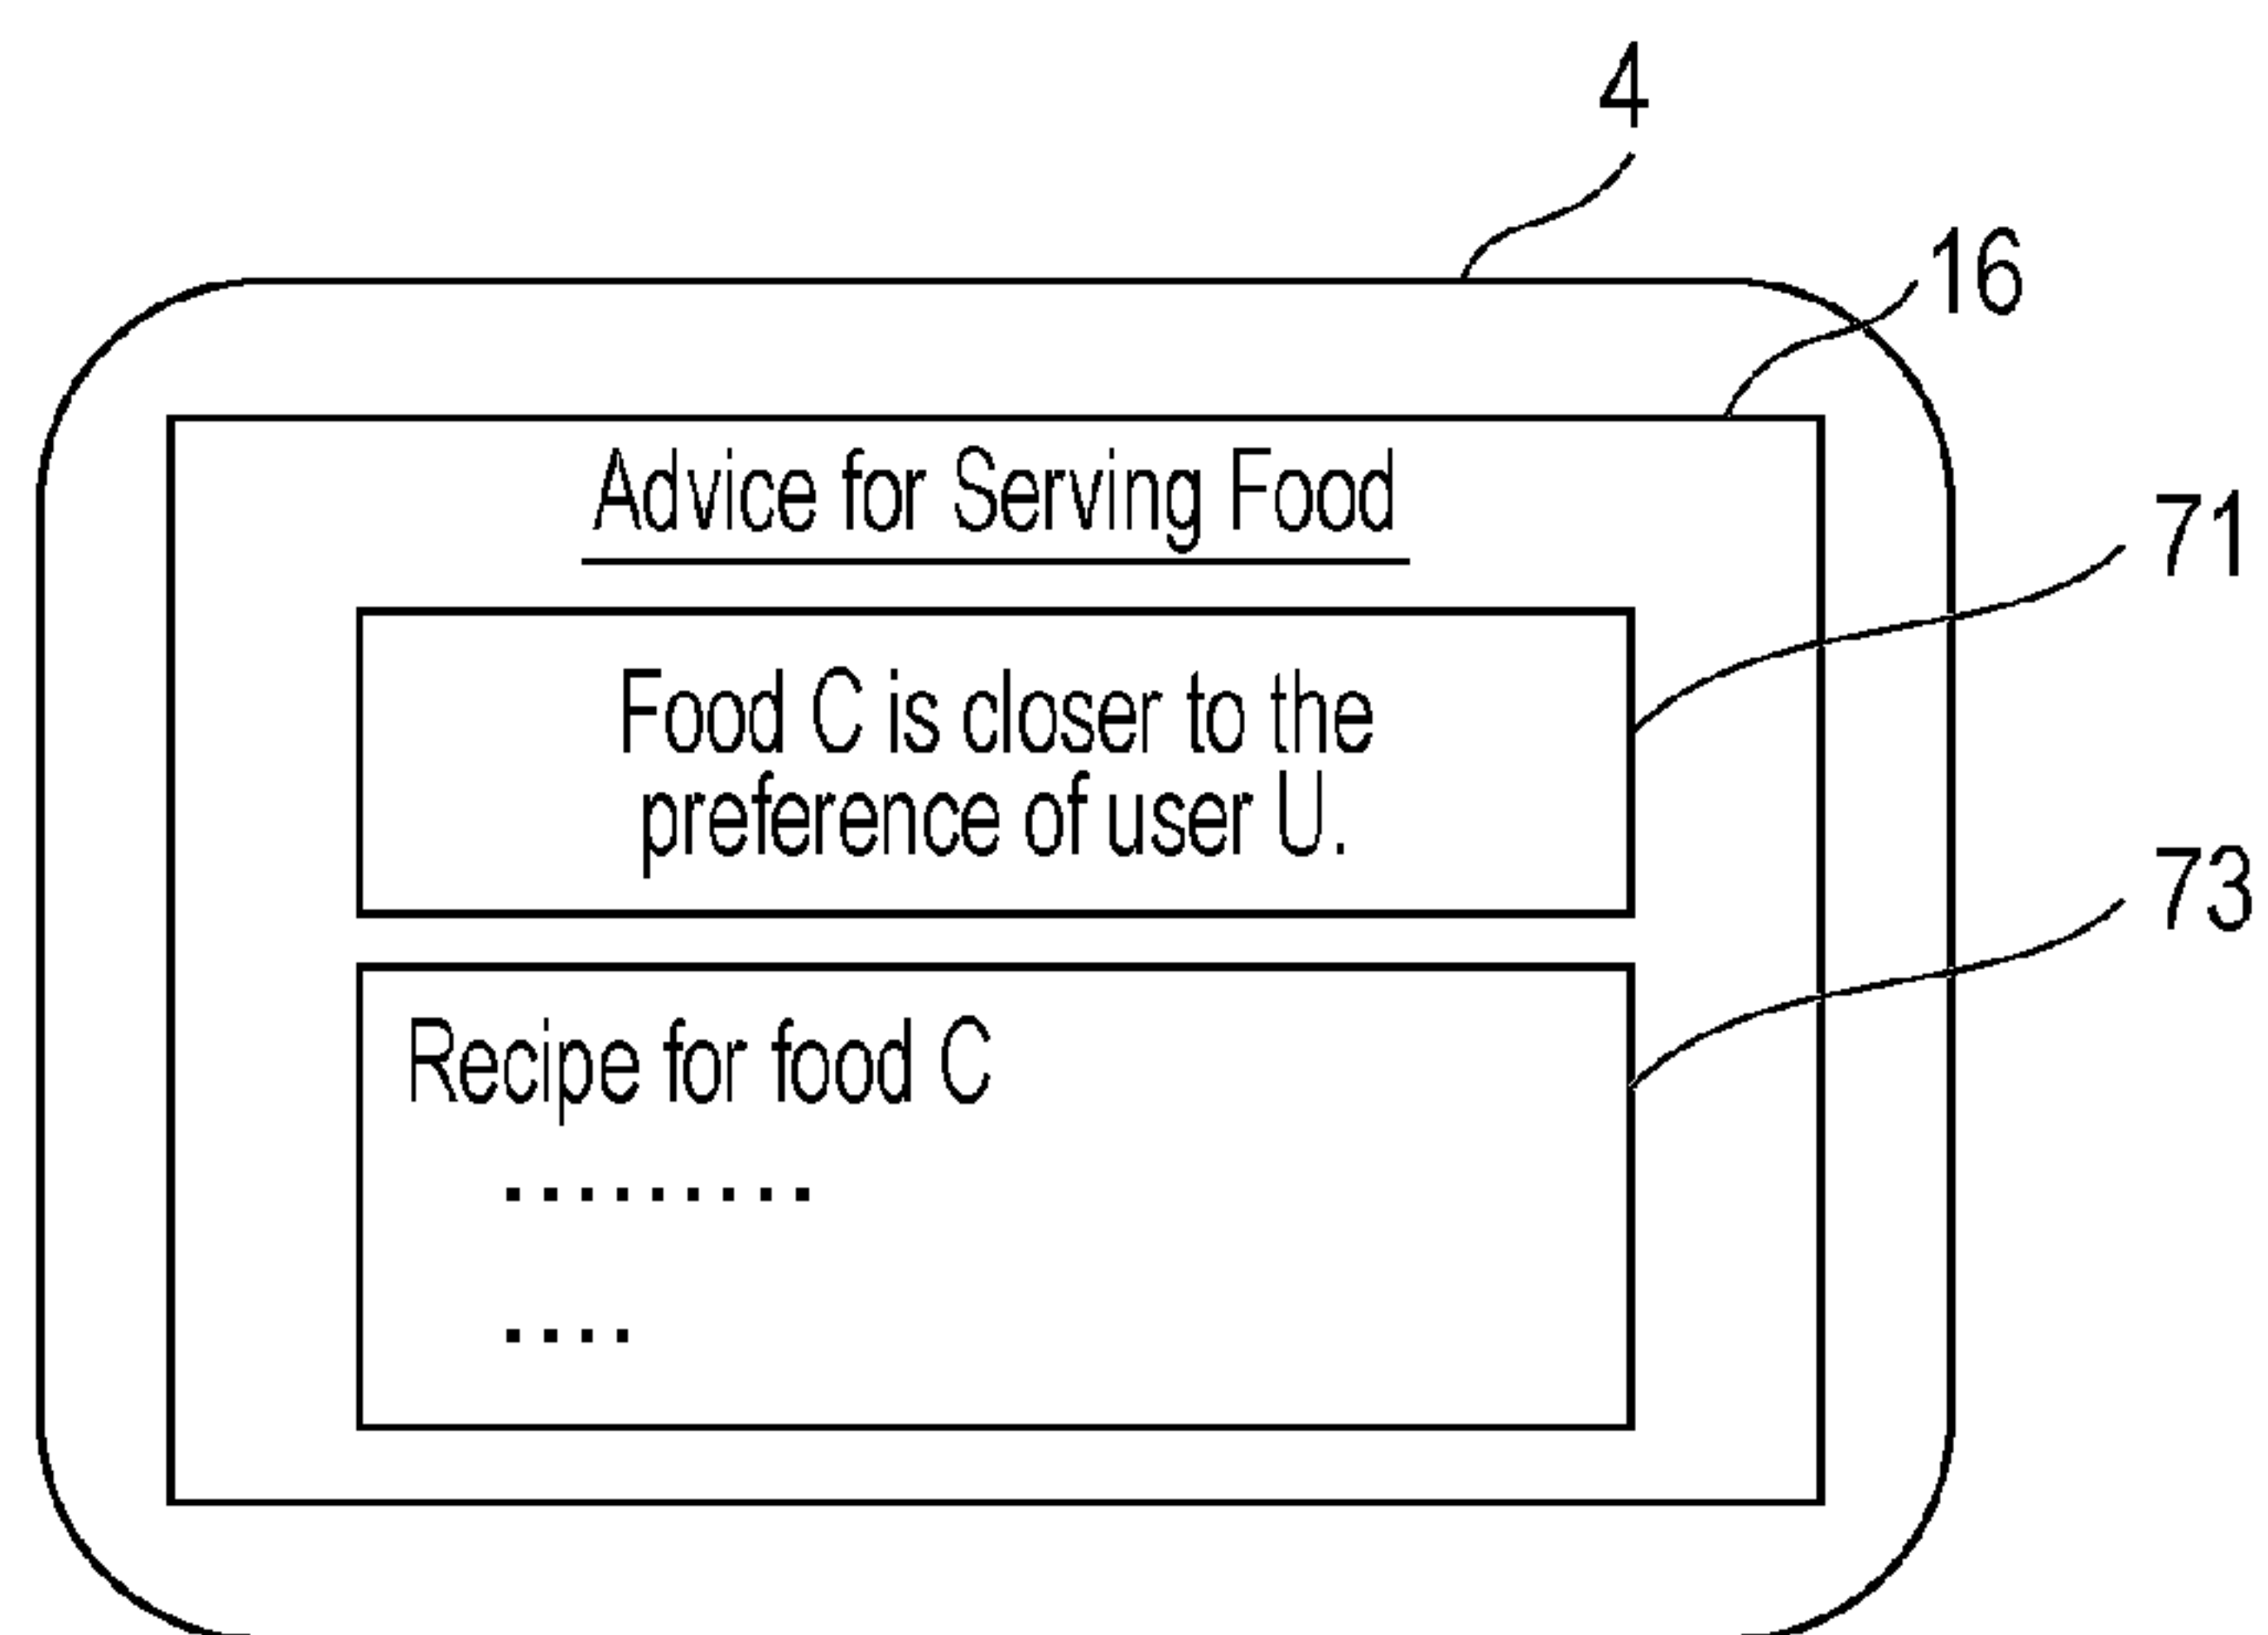 4
16
Advice for Serving Food
71
Food C is closer to the
preference of user U.
73
Recipe for food C
.........
....